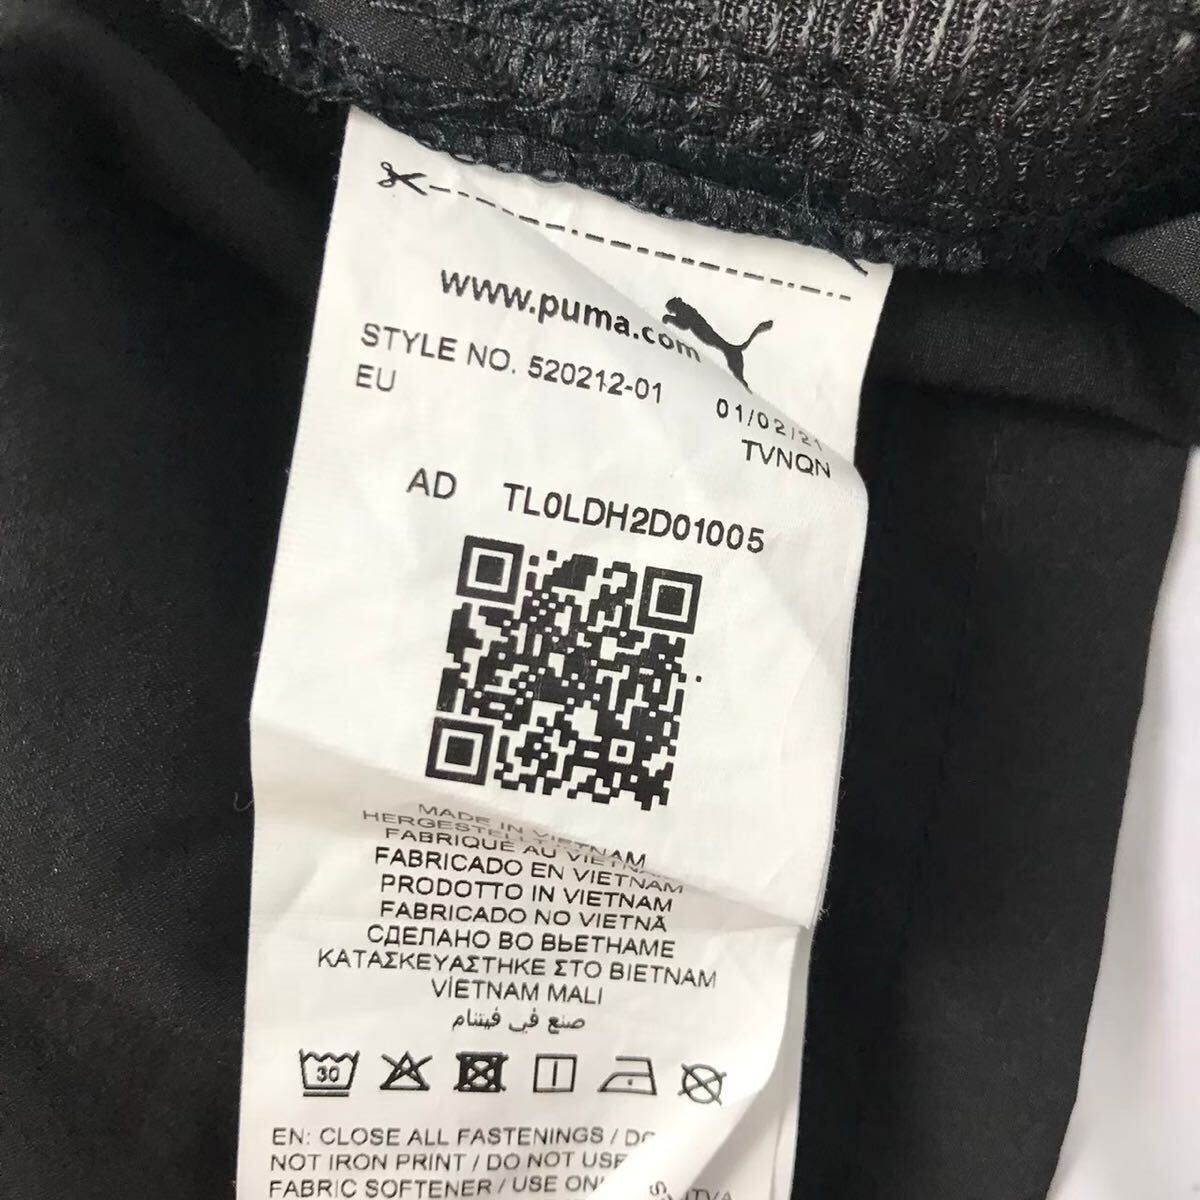 www.puma.com
STYLE NO. 520212-01
EU
01/02/21
TVNQN
AD TL0LDH2D01005
MADE IN VIETNAM
HERGESTELLT
FABRIQUÉ AU VIETNAM
FABRICADO EN VIETNAM
PRODOTTO IN VIETNAM
FABRICADO NO VIETNÃ
СДЕЛАНО ВО ВЬЕТНАМЕ
ΚΑΤΑΣΚΕΥΑΣΤΗΚΕ ΣΤΟ ΒΙΕΤΝΑΜ
VİETNAM MALI
صنع في فيتنام
30
EN: CLOSE ALL FASTENINGS /
NOT IRON PRINT / DO NOT USE
FABRIC SOFTENER / USE